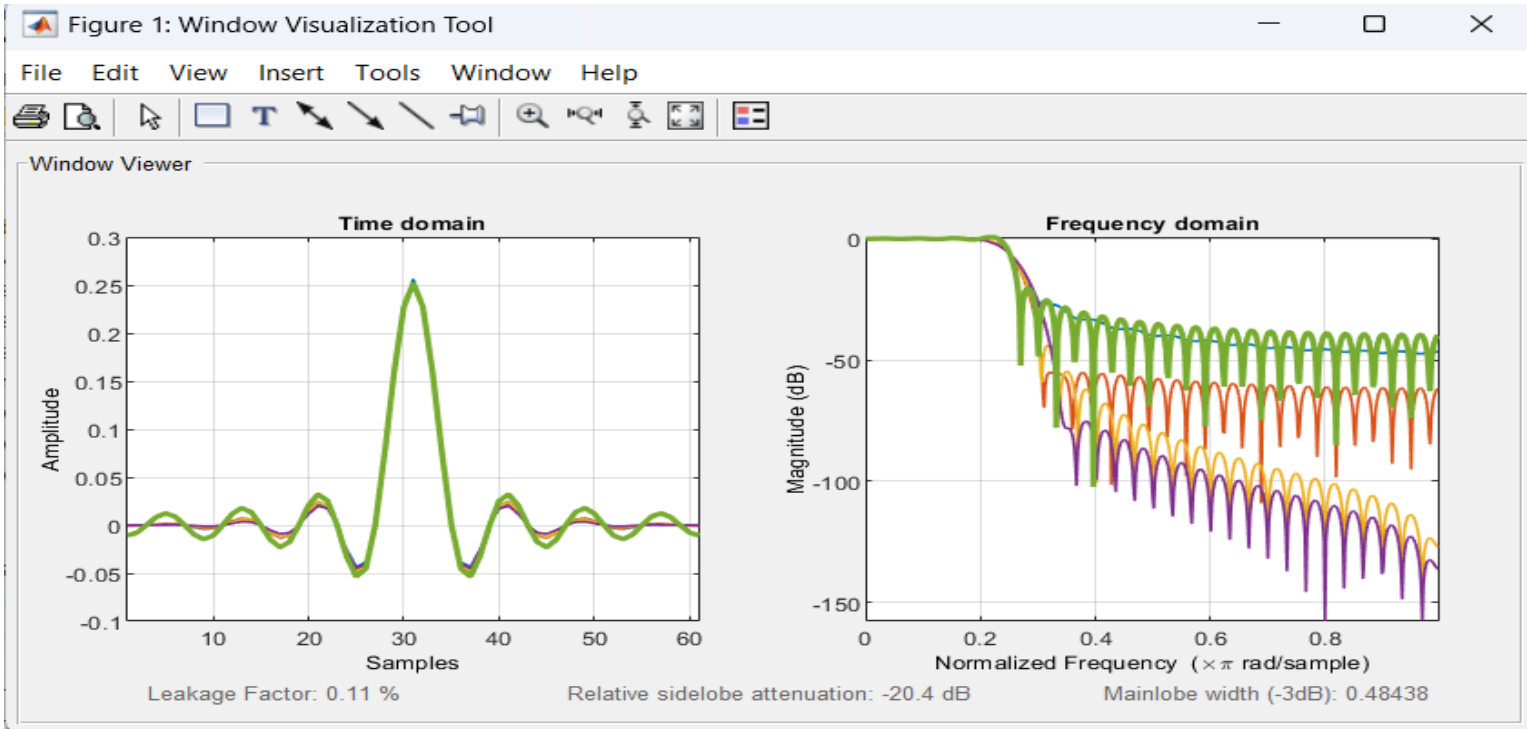 Figure 1: Window Visualization Tool
File Edit View Insert Tools Window Help
T
Window Viewer
Time domain
0.3
0.25
0.2
0.15
0.1
0.05
0
-0.05
-0.1
Amplitude
10 20 30 40 50 60
Samples
Frequency domain
0
-50
-100
-150
Magnitude (dB)
0 0.2 0.4 0.6 0.8
Normalized Frequency (×π rad/sample)
Leakage Factor: 0.11 % Relative sidelobe attenuation: -20.4 dB Mainlobe width (-3dB): 0.48438